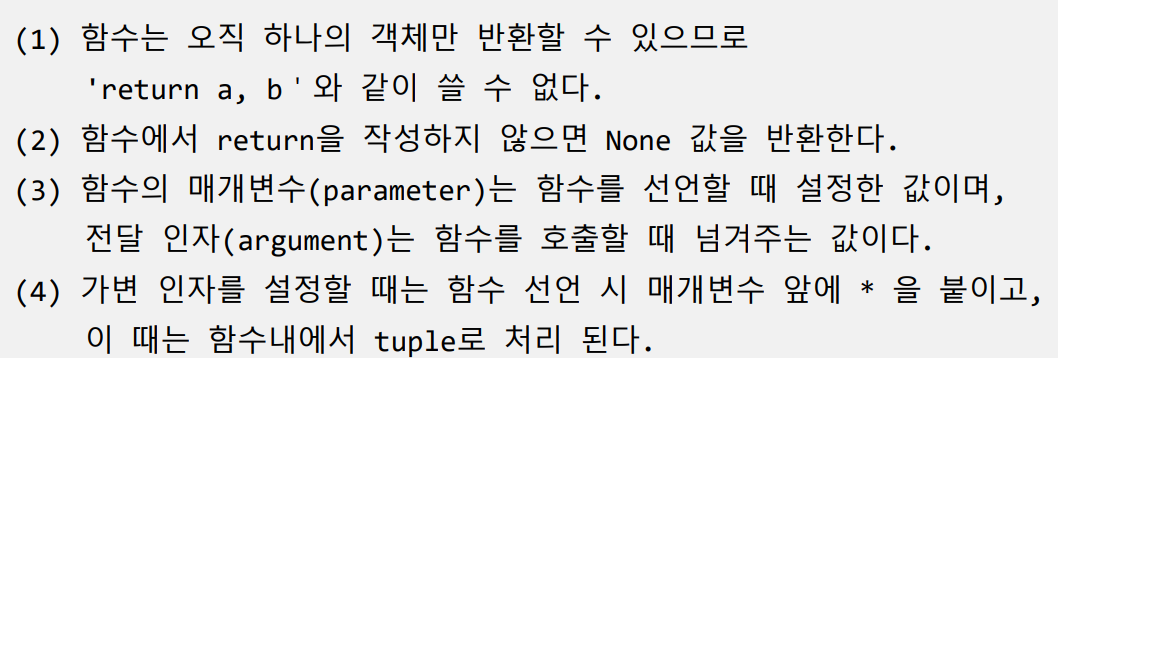 (1) 함수는 오직 하나의 객체만 반환할 수 있으므로
'return a, b'와 같이 쓸 수 없다.
(2) 함수에서 return을 작성하지 않으면 None 값을 반환한다.
(3) 함수의 매개변수(parameter)는 함수를 선언할 때 설정한 값이며,
전달 인자(argument)는 함수를 호출할 때 넘겨주는 값이다.
(4) 가변 인자를 설정할 때는 함수 선언 시 매개변수 앞에 * 을 붙이고,
이 때는 함수내에서 tuple로 처리 된다.